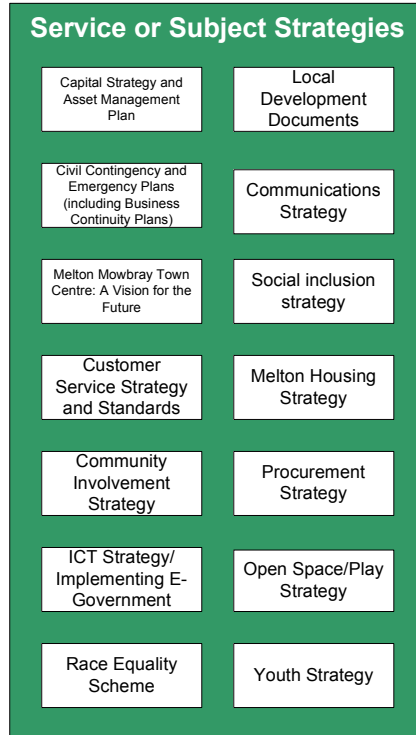 Service or Subject Strategies
Capital Strategy and
Asset Management
Plan
Local
Development
Documents
Civil Contingency and
Emergency Plans
(including Business
Continuity Plans)
Communications
Strategy
Melton Mowbray Town
Centre: A Vision for the
Future
Social inclusion
strategy
Customer
Service Strategy
and Standards
Melton Housing
Strategy
Community
Involvement
Strategy
Procurement
Strategy
ICT Strategy/
Implementing E-
Government
Open Space/Play
Strategy
Race Equality
Scheme
Youth Strategy